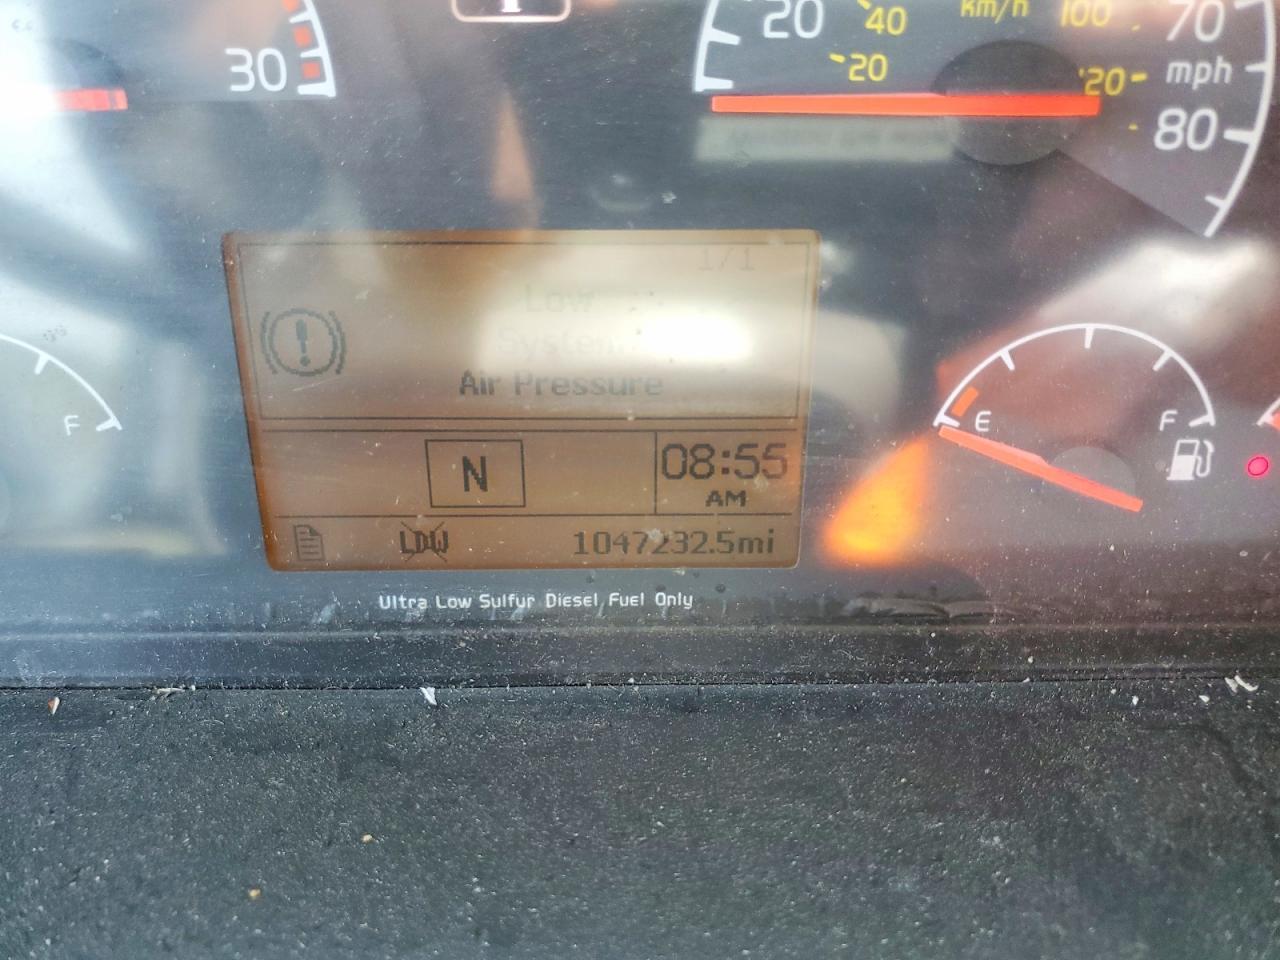 30
20 40 km/h 100 70
20 120 mph
80
1/1
Low
System
Air Pressure
F
E F
N 08:55
AM
LDW 1047232.5mi
Ultra Low Sulfur Diesel Fuel Only